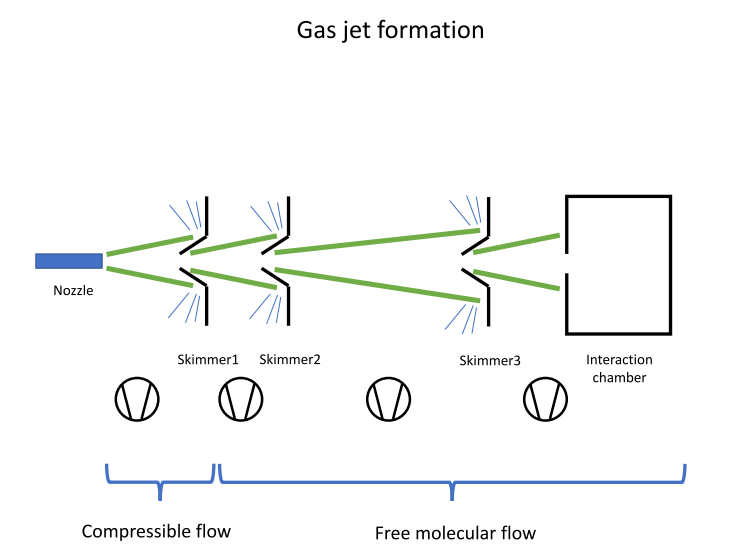 Gas jet formation
Nozzle
Skimmer1
Skimmer2
Skimmer3
Interaction
chamber
Compressible flow
Free molecular flow